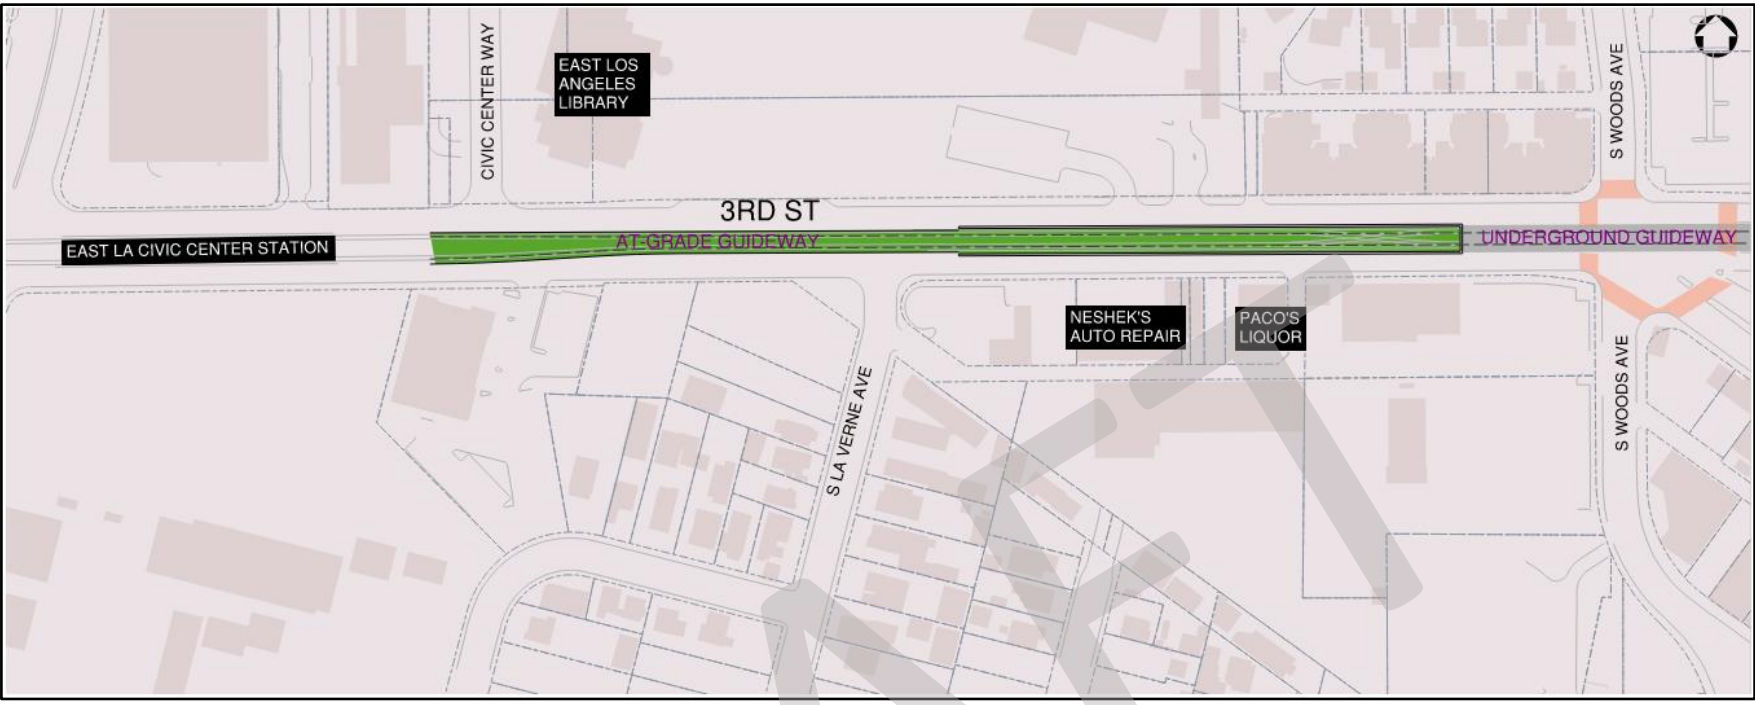 CIVIC CENTER WAY
EAST LOS
ANGELES
LIBRARY
S WOODS AVE
3RD ST
EAST LA CIVIC CENTER STATION
AT-GRADE GUIDEWAY
UNDERGROUND GUIDEWAY
NESHEK'S
AUTO REPAIR
PACO'S
LIQUOR
S LA VERNE AVE
S WOODS AVE